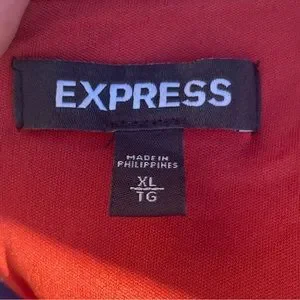 EXPRESS
MADE IN
PHILIPPINES
XL
TG